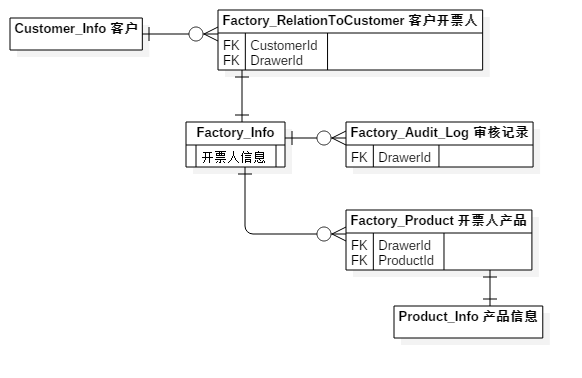 Customer_Info 客户
Factory_RelationToCustomer 客户开票人
FK CustomerId
FK DrawerId
Factory_Info
开票人信息
Factory_Audit_Log 审核记录
FK DrawerId
Factory_Product 开票人产品
FK DrawerId
FK ProductId
Product_Info 产品信息